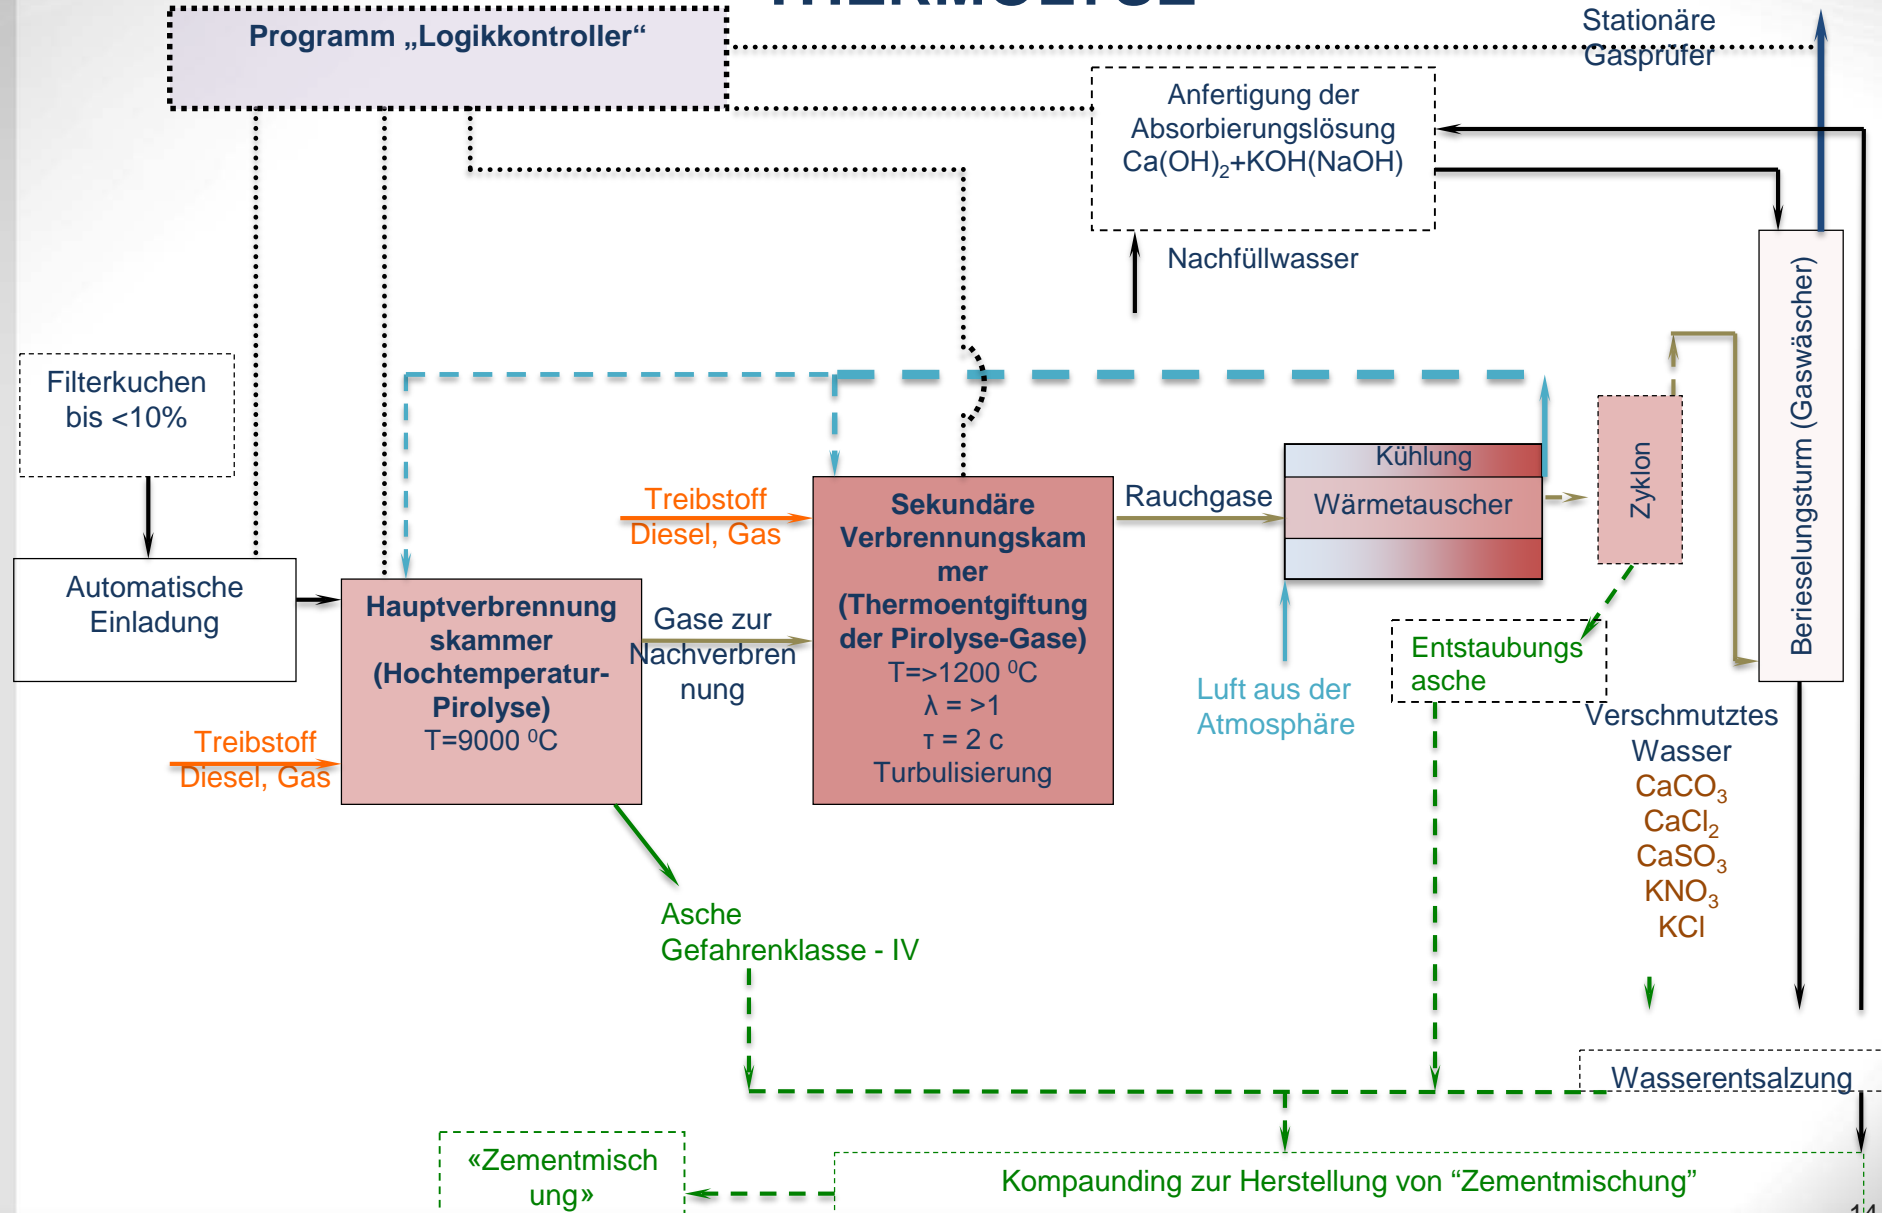 THERMOLYSE
Programm „Logikkontroller“
Stationäre
Gasprüfer
Anfertigung der
Absorbierungslösung
Ca(OH)₂+KOH(NaOH)
Nachfüllwasser
Filterkuchen
bis <10%
Automatische
Einladung
Treibstoff
Diesel, Gas
Hauptverbrennung
skammer
(Hochtemperatur-
Pirolyse)
T=9000 ⁰C
Gase zur
Nachverbren
nung
Treibstoff
Diesel, Gas
Sekundäre
Verbrennungskam
mer
(Thermoentgiftung
der Pirolyse-Gase)
T=>1200 ⁰C
λ = >1
τ = 2 c
Turbulisierung
Rauchgase
Kühlung
Wärmetauscher
Luft aus der
Atmosphäre
Zyklon
Berieselungsturm (Gaswäscher)
Entstaubungs
asche
Verschmutztes
Wasser
CaCO₃
CaCl₂
CaSO₃
KNO₃
KCl
Asche
Gefahrenklasse - IV
Wasserentsalzung
«Zementmisch
ung»
Kompaunding zur Herstellung von “Zementmischung”
14